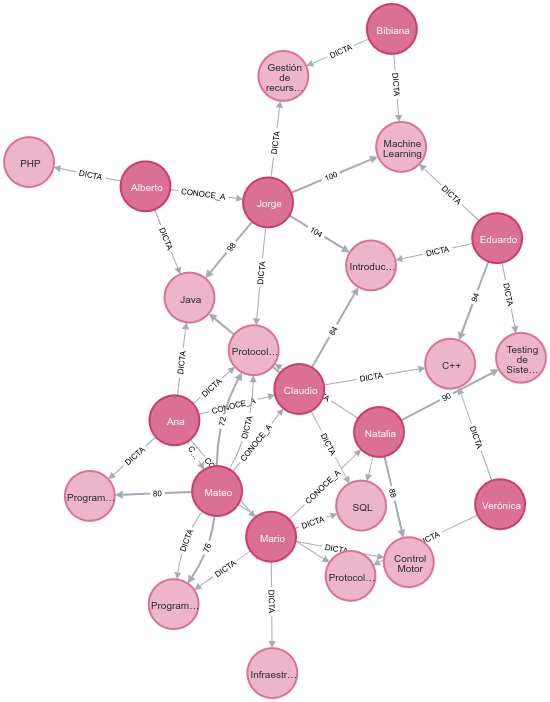 Bibiana
DICTA
Gestión
de
recurs…
DICTA
DICTA
Machine
Learning
PHP
DICTA
Alberto
CONOCE_A
Jorge
100
DICTA
Eduardo
DICTA
98
104
DICTA
Introduc…
DICTA
DICTA
94
Java
84
Protocol…
C++
Testing
de
Siste…
DICTA
DICTA
DICTA
Claudio
90
Ana
CONOCE_A
72
DICTA
CONOCE_A
DICTA
Natalia
DICTA
DICTA
C…
Program…
80
Mateo
CONOCE_A
88
SQL
Verónica
DICTA
76
Mario
DICTA
DICTA
DICTA
Control
Motor
DICTA
Protocol…
Program…
DICTA
Infraestr…